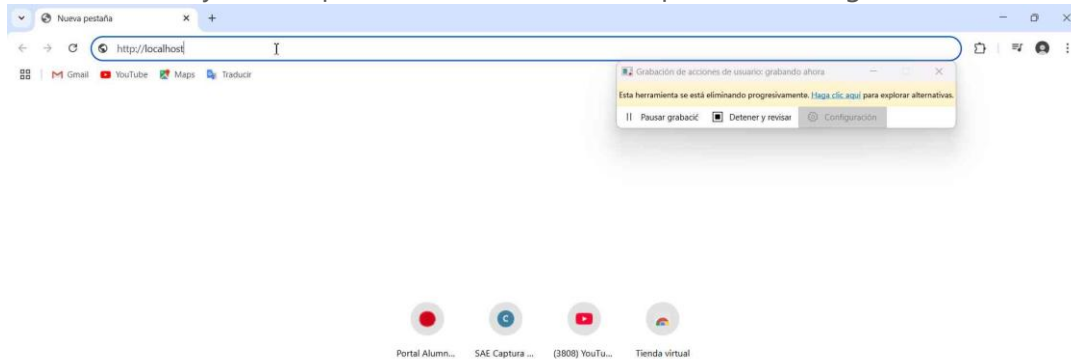 Nueva pestaña
http://localhost
Gmail YouTube Maps Traducir
Grabación de acciones de usuario: grabando ahora
Esta herramienta se está eliminando progresivamente. Haga clic aquí para explorar alternativas.
Pausar grabació Detener y revisar Configuración
C
Portal Alumn... SAE Captura ... (3808) YouTu... Tienda virtual